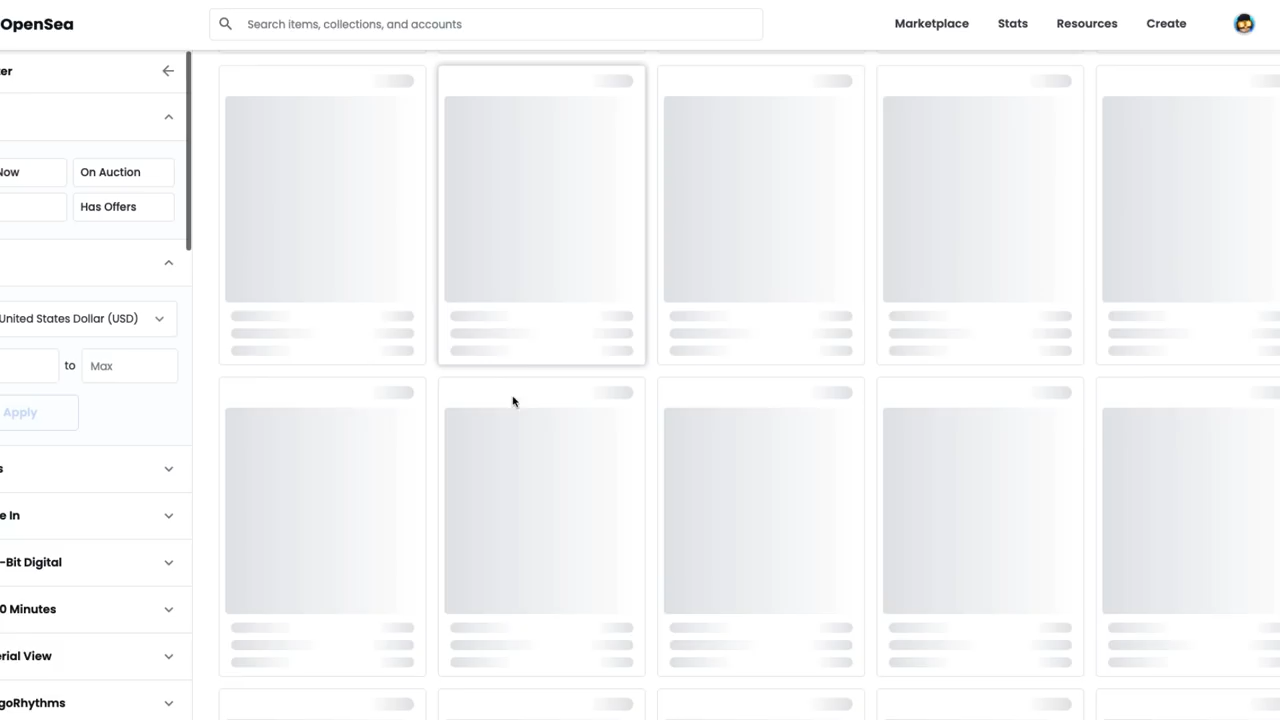 OpenSea
Search items, collections, and accounts
Marketplace
Stats
Resources
Create
ter
Now
On Auction
Has Offers
United States Dollar (USD)
to
Max
Apply
s
e In
-Bit Digital
0 Minutes
erial View
goRhythms